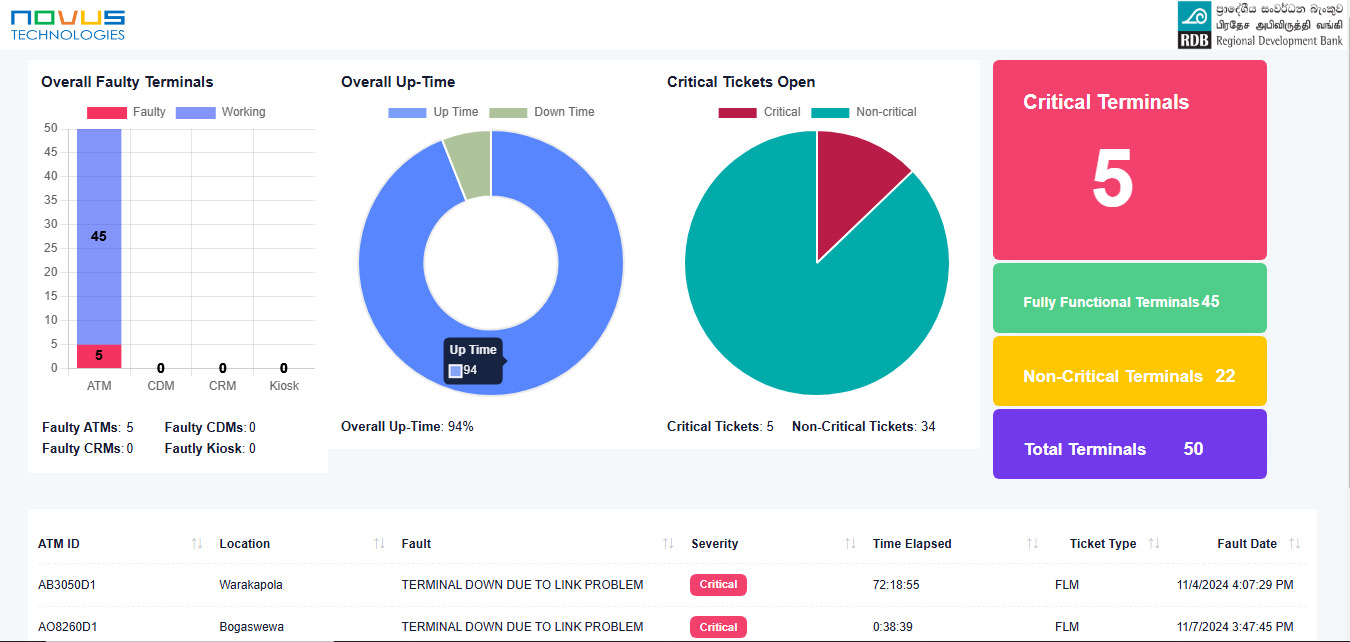 NOVUS
TECHNOLOGIES
ප්‍රාදේශීය සංවර්ධන බැංකුව
பிரதேச அபிவிருத்தி வங்கி
RDB Regional Development Bank
Overall Faulty Terminals
Faulty Working
50
45
40
35
30
25
20
15
10
5
0
45
5
0 0 0
ATM CDM CRM Kiosk
Faulty ATMs: 5 Faulty CDMs: 0
Faulty CRMs: 0 Fautly Kiosk: 0
Overall Up-Time
Up Time Down Time
Up Time
94
Overall Up-Time: 94%
Critical Tickets Open
Critical Non-critical
Critical Tickets: 5 Non-Critical Tickets: 34
Critical Terminals
5
Fully Functional Terminals 45
Non-Critical Terminals 22
Total Terminals 50
ATM ID Location Fault Severity Time Elapsed Ticket Type Fault Date
AB3050D1 Warakapola TERMINAL DOWN DUE TO LINK PROBLEM Critical 72:18:55 FLM 11/4/2024 4:07:29 PM
AO8260D1 Bogaswewa TERMINAL DOWN DUE TO LINK PROBLEM Critical 0:38:39 FLM 11/7/2024 3:47:45 PM